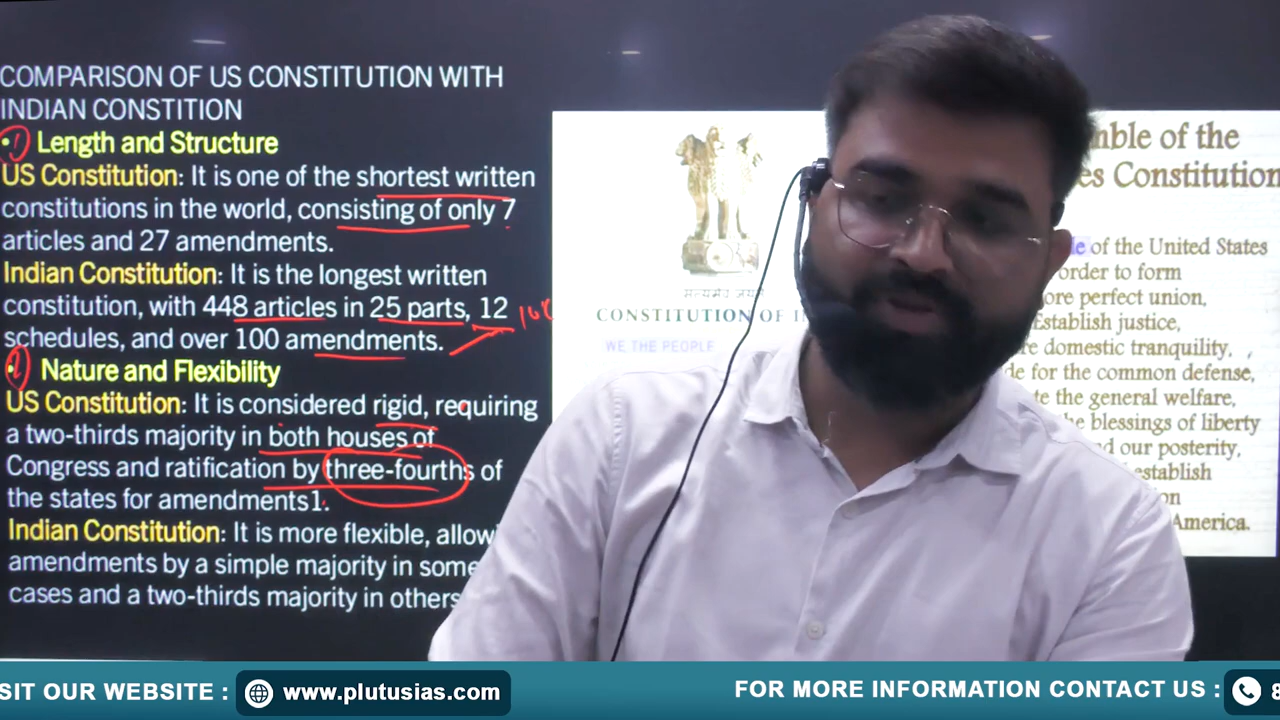 COMPARISON OF US CONSTITUTION WITH
INDIAN CONSTITION
• 1 Length and Structure
US Constitution: It is one of the shortest written
constitutions in the world, consisting of only 7
articles and 27 amendments.
Indian Constitution: It is the longest written
constitution, with 448 articles in 25 parts, 12
schedules, and over 100 amendments.
• 2 Nature and Flexibility
US Constitution: It is considered rigid, requiring
a two-thirds majority in both houses of
Congress and ratification by three-fourths of
the states for amendments1.
Indian Constitution: It is more flexible, allow
amendments by a simple majority in some
cases and a two-thirds majority in others
सत्यमेव जयते
CONSTITUTION OF I
WE THE PEOPLE
mble of the
es Constitution
le of the United States
order to form
ore perfect union,
Establish justice,
re domestic tranquility,
de for the common defense,
te the general welfare,
he blessings of liberty
d our posterity,
establish
on
America.
SIT OUR WEBSITE : www.plutusias.com
FOR MORE INFORMATION CONTACT US : 8